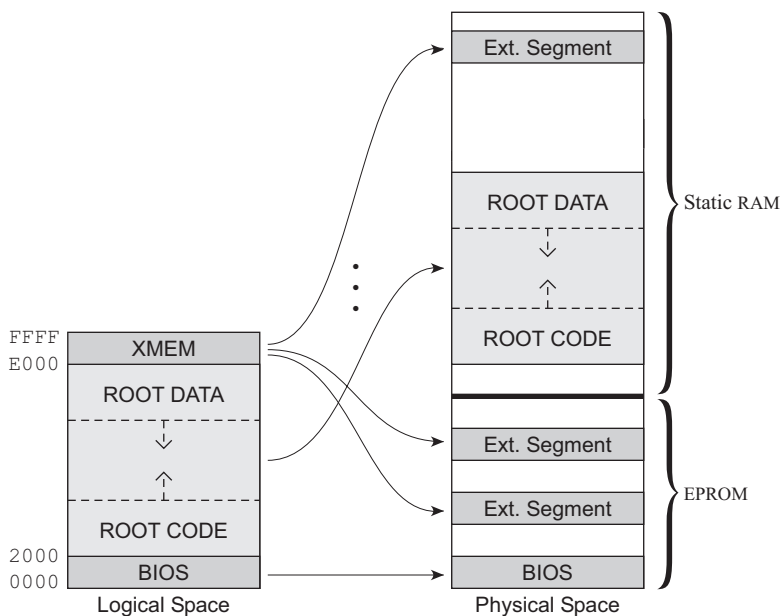 Ext. Segment
ROOT DATA
Static RAM
ROOT CODE
FFFF
XMEM
E000
ROOT DATA
Ext. Segment
Ext. Segment
EPROM
ROOT CODE
2000
0000
BIOS
BIOS
Logical Space
Physical Space